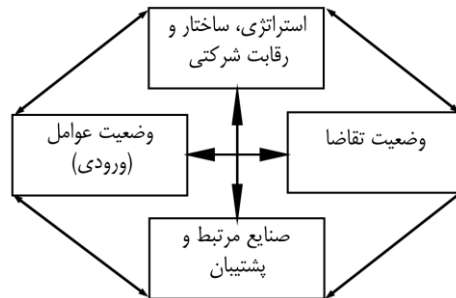 استراتژی، ساختار و
رقابت شرکتی
وضعیت تقاضا
وضعیت عوامل
(ورودی)
صنایع مرتبط و
پشتیبان